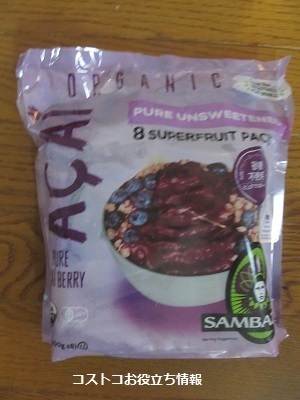 ORGANIC
PURE UNSWEETENED
8 SUPERFRUIT PACK
AÇAÍ
PURE
BERRY
SAMBA
コストコお役立ち情報